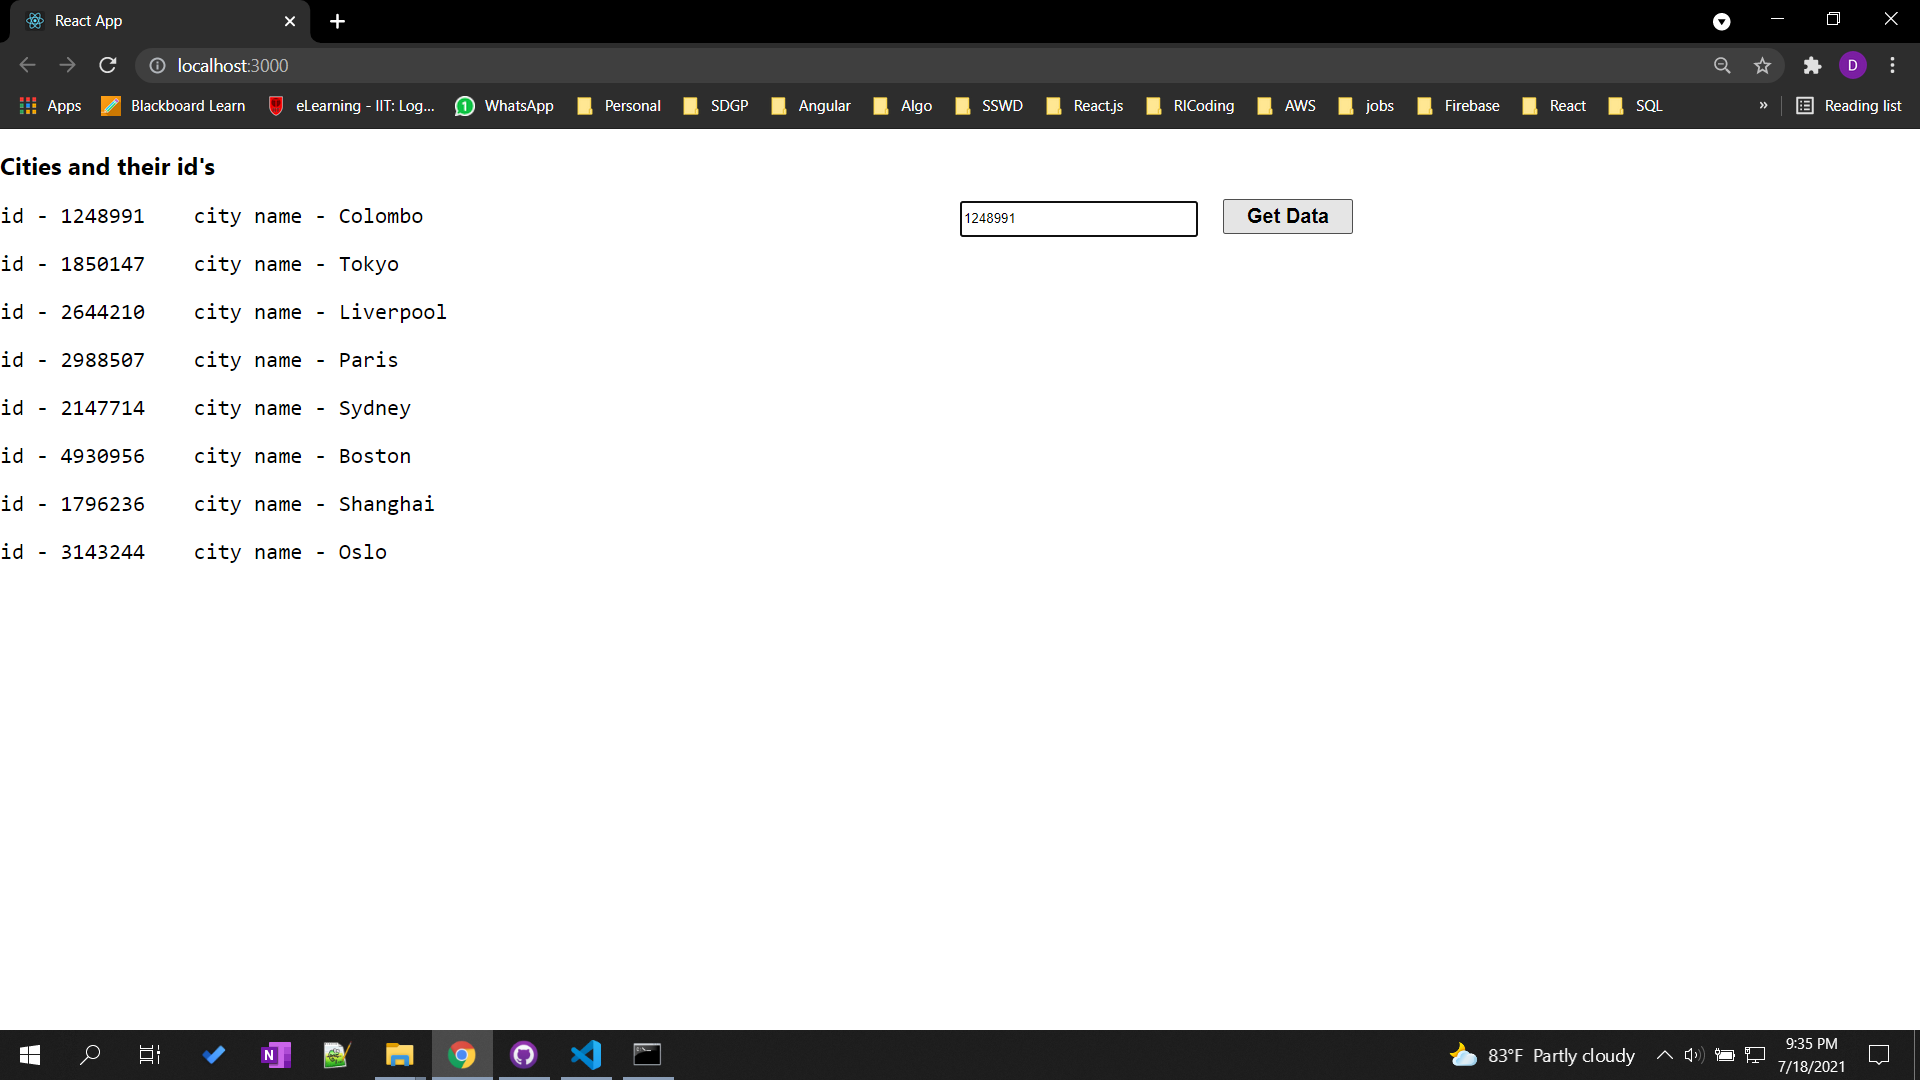 React App
localhost:3000
D
Apps Blackboard Learn eLearning - IIT: Log... WhatsApp Personal SDGP Angular Algo SSWD React.js RICoding AWS jobs Firebase React SQL » Reading list
Cities and their id's
id - 1248991    city name - Colombo
1248991 Get Data
id - 1850147    city name - Tokyo
id - 2644210    city name - Liverpool
id - 2988507    city name - Paris
id - 2147714    city name - Sydney
id - 4930956    city name - Boston
id - 1796236    city name - Shanghai
id - 3143244    city name - Oslo
83°F Partly cloudy
9:35 PM
7/18/2021